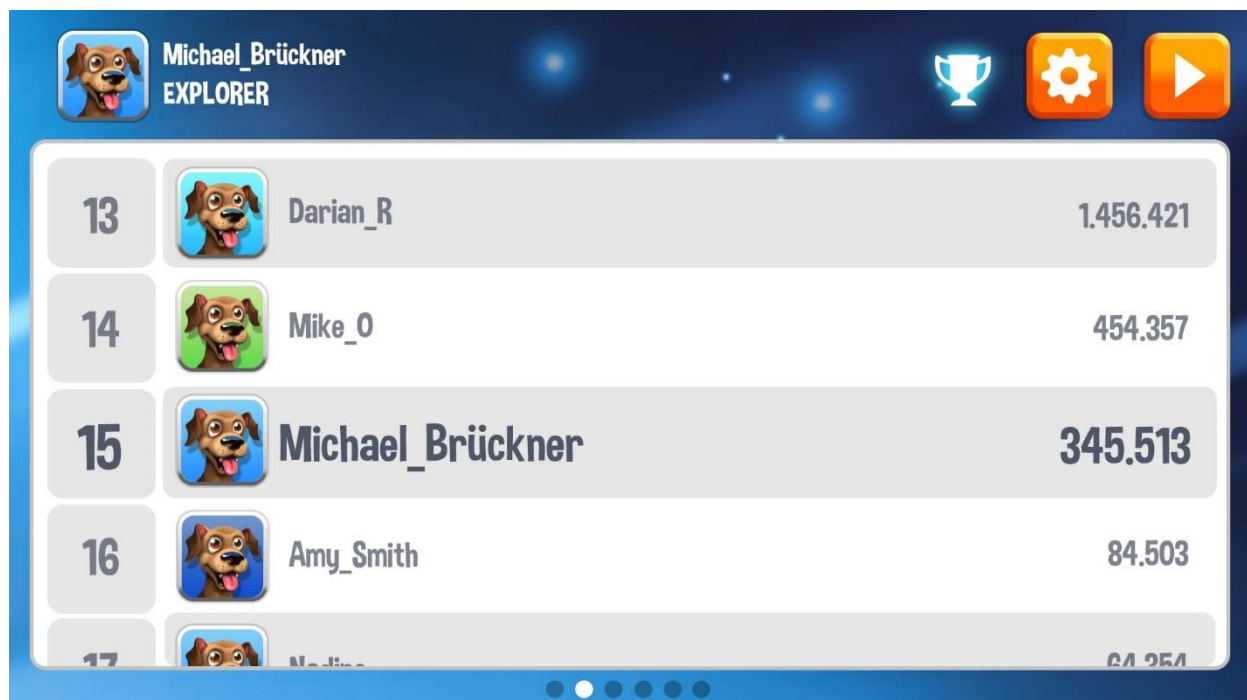 Michael_Brückner
EXPLORER
13 Darian_R 1.456.421
14 Mike_O 454.357
15 Michael_Brückner 345.513
16 Amy_Smith 84.503
17